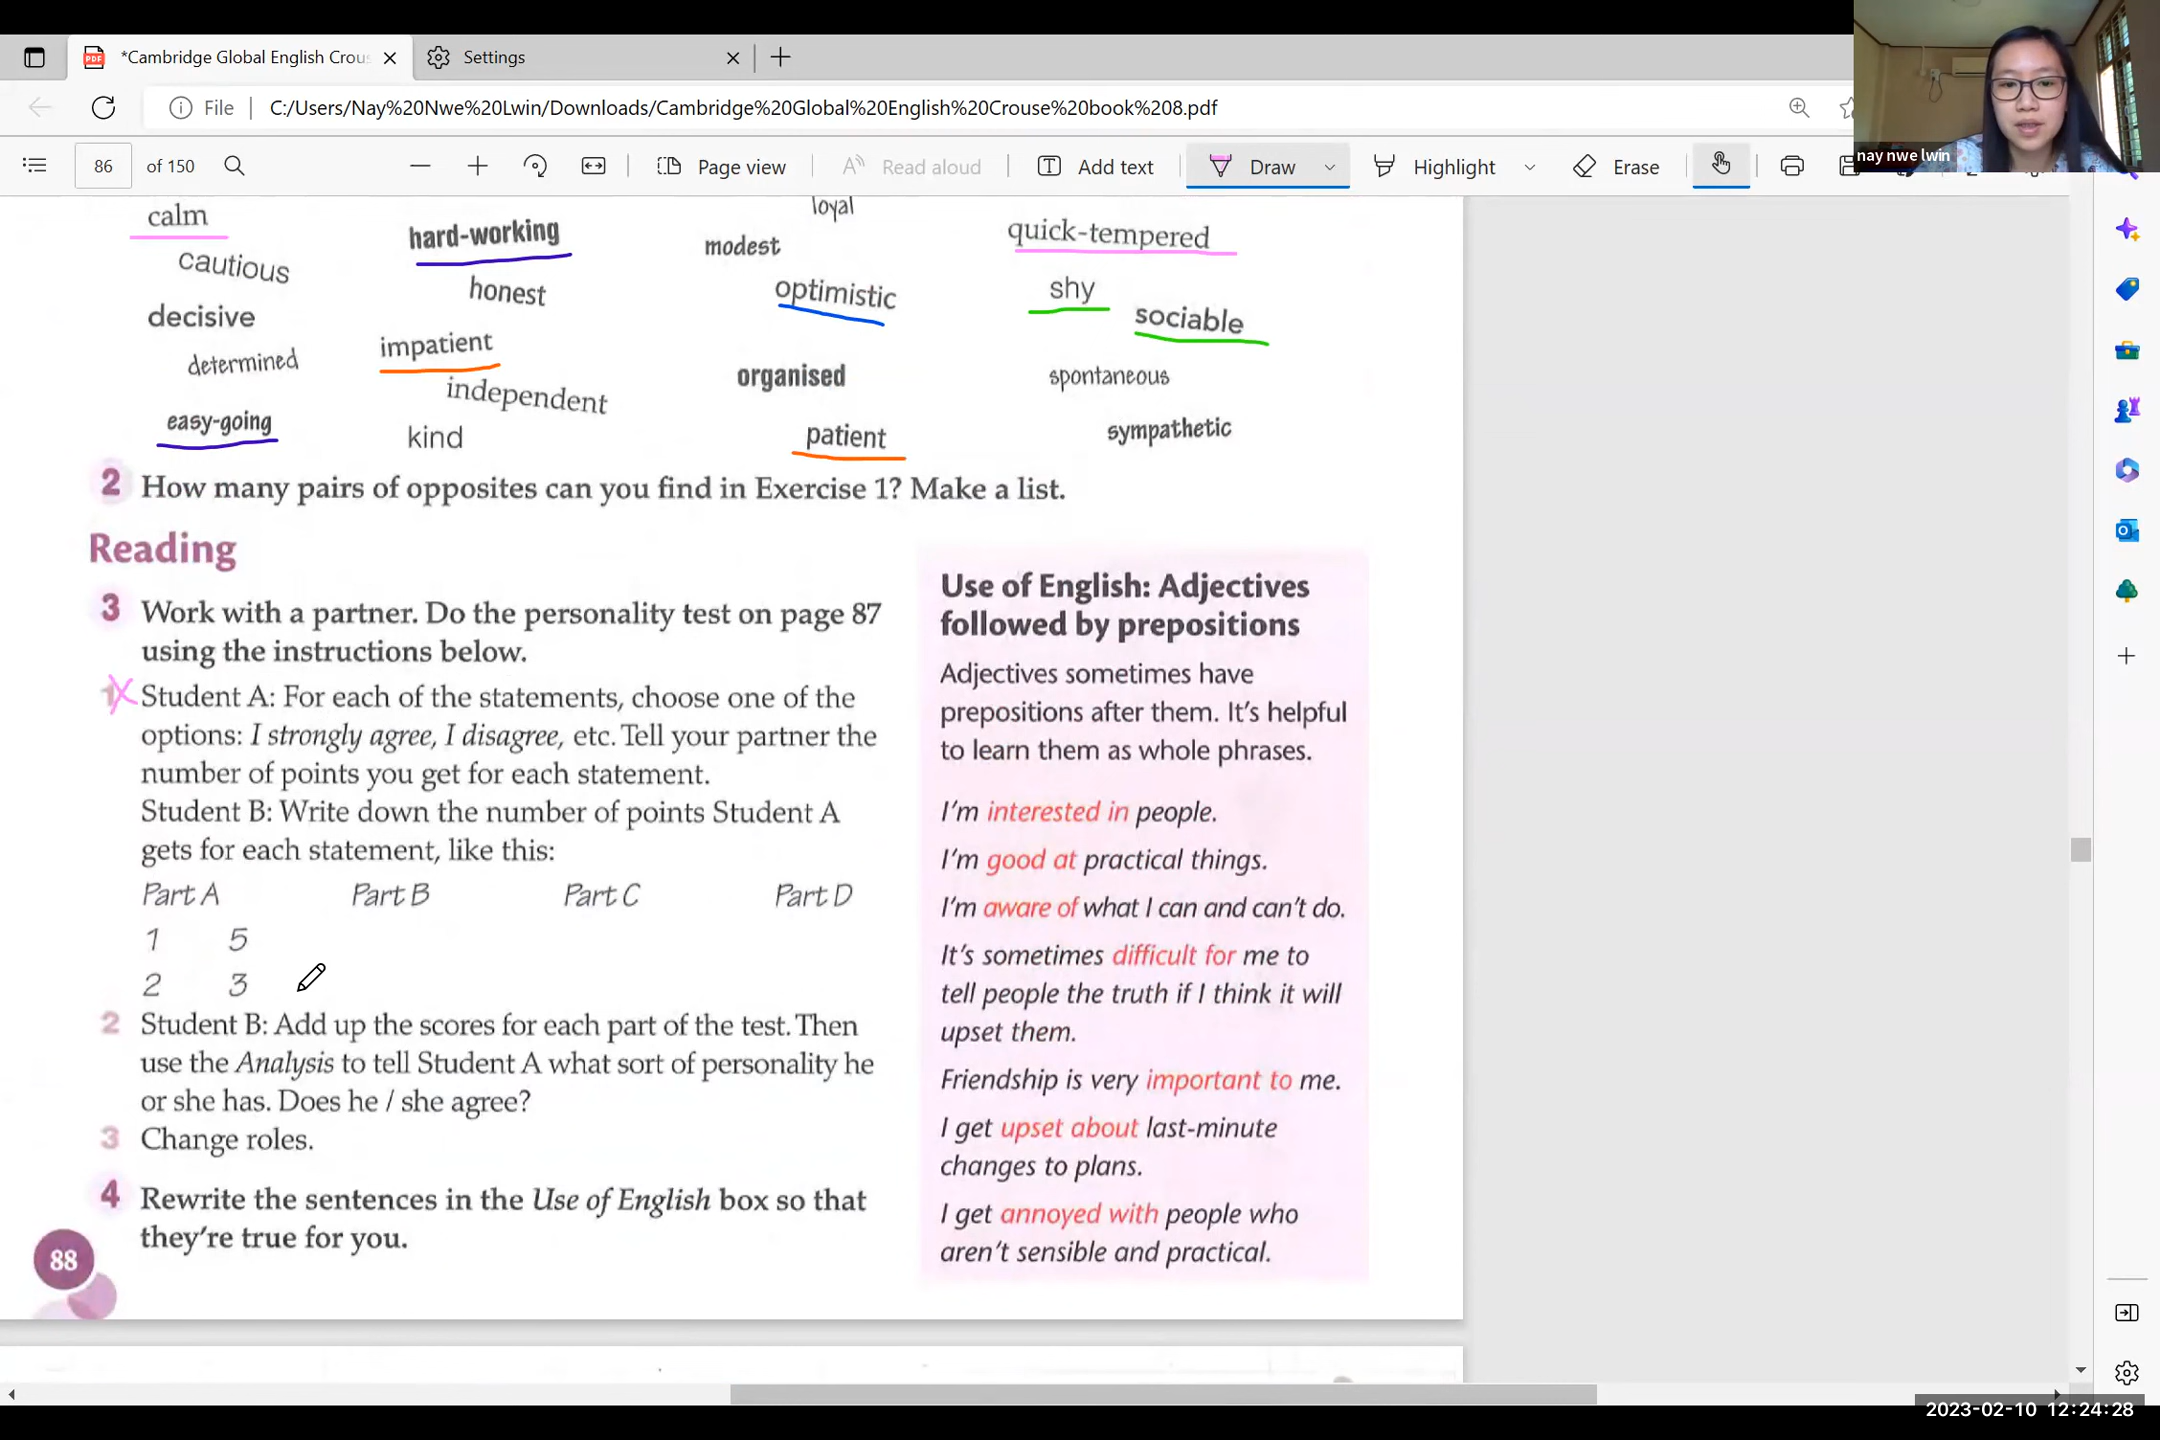 *Cambridge Global English Crou
Settings
File
C:/Users/Nay%20Nwe%20Lwin/Downloads/Cambridge%20Global%20English%20Crouse%20book%208.pdf
nay nwe lwin
86 of 150
Page view
Read aloud
Add text
Draw
Highlight
Erase
calm
hard-working
loyal
modest
quick-tempered
cautious
honest
optimistic
shy
sociable
decisive
impatient
determined
organised
spontaneous
independent
easy-going
kind
patient
sympathetic
2 How many pairs of opposites can you find in Exercise 1? Make a list.
Reading
3 Work with a partner. Do the personality test on page 87
using the instructions below.
1 Student A: For each of the statements, choose one of the
options: I strongly agree, I disagree, etc. Tell your partner the
number of points you get for each statement.
Student B: Write down the number of points Student A
gets for each statement, like this:
Part A Part B Part C Part D
1 5
2 3
2 Student B: Add up the scores for each part of the test. Then
use the Analysis to tell Student A what sort of personality he
or she has. Does he / she agree?
3 Change roles.
4 Rewrite the sentences in the Use of English box so that
they're true for you.
88
Use of English: Adjectives
followed by prepositions
Adjectives sometimes have
prepositions after them. It's helpful
to learn them as whole phrases.
I'm interested in people.
I'm good at practical things.
I'm aware of what I can and can't do.
It's sometimes difficult for me to
tell people the truth if I think it will
upset them.
Friendship is very important to me.
I get upset about last-minute
changes to plans.
I get annoyed with people who
aren't sensible and practical.
2023-02-10 12:24:28